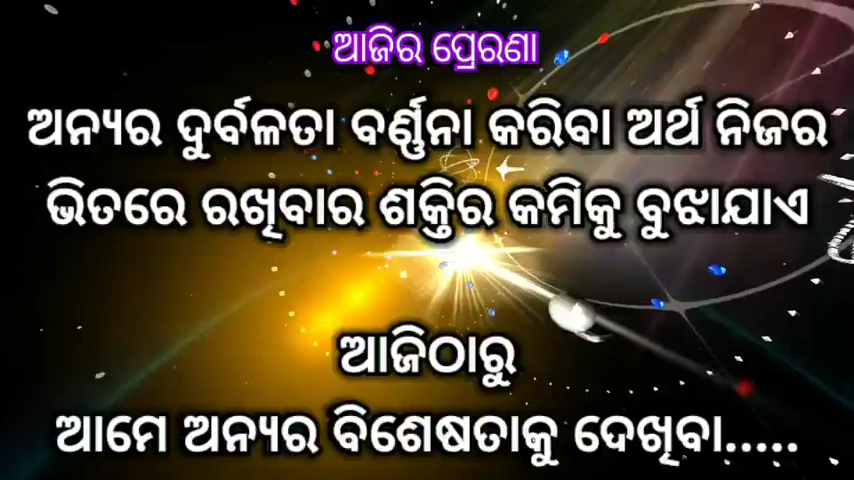 ଆଜିର ପ୍ରେରଣା
ଅନ୍ୟର ଦୁର୍ବଳତା ବର୍ଣ୍ଣନା କରିବା ଅର୍ଥ ନିଜର
ଭିତରେ ରଖିବାର ଶକ୍ତିର କମିକୁ ବୁଝାଯାଏ
ଆଜିଠାରୁ
ଆମେ ଅନ୍ୟର ବିଶେଷତାକୁ ଦେଖିବା.....